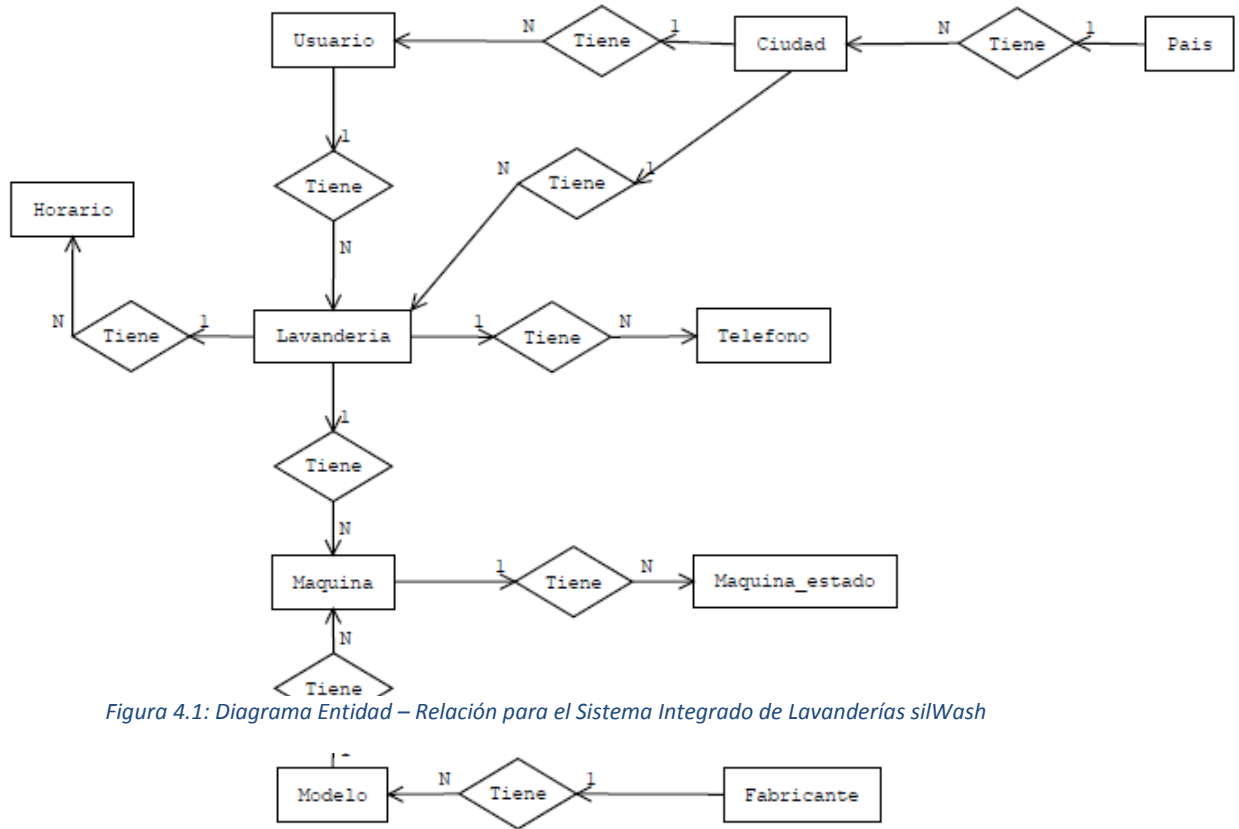 Usuario
N
Tiene
1
Ciudad
N
Tiene
1
Pais
1
Tiene
N
N
Tiene
1
Horario
N
Tiene
1
Lavanderia
1
Tiene
N
Telefono
1
Tiene
N
Maquina
1
Tiene
N
Maquina_estado
N
Tiene
Figura 4.1: Diagrama Entidad – Relación para el Sistema Integrado de Lavanderías silWash
1
Modelo
N
Tiene
1
Fabricante